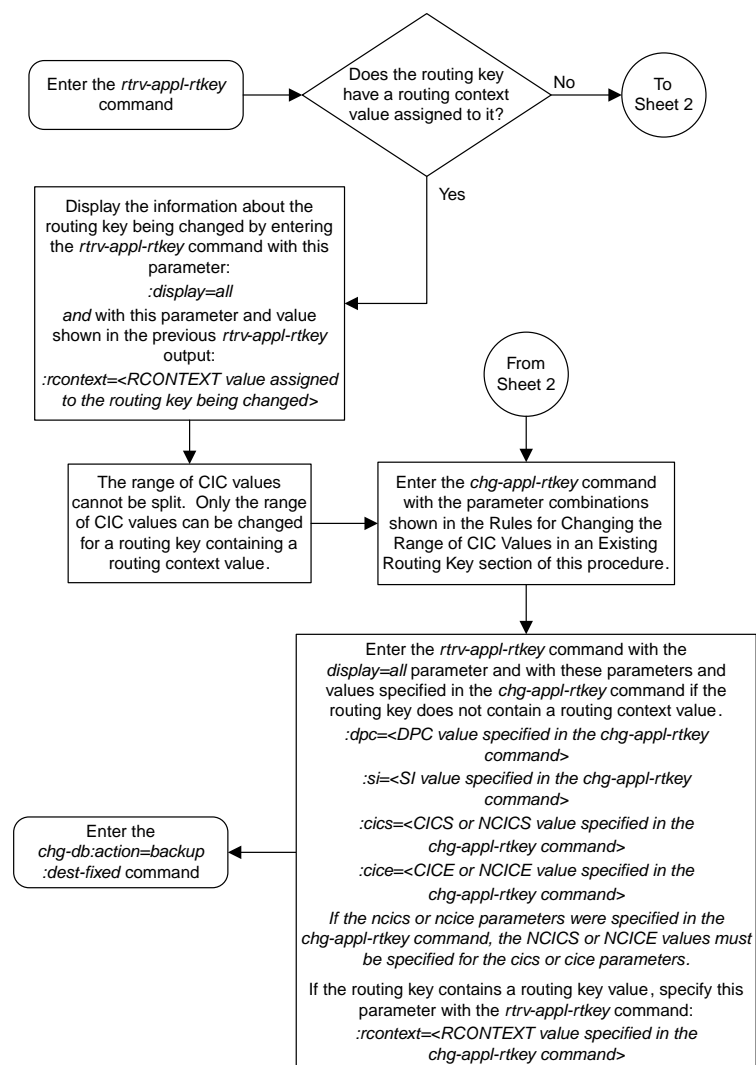 Enter the rtrv-appl-rtkey
command
Does the routing key
have a routing context
value assigned to it?
No
To
Sheet 2
Yes
Display the information about the
routing key being changed by entering
the rtrv-appl-rtkey command with this
parameter:
:display=all
and with this parameter and value
shown in the previous rtrv-appl-rtkey
output:
:rcontext=<RCONTEXT value assigned
to the routing key being changed>
From
Sheet 2
The range of CIC values
cannot be split. Only the range
of CIC values can be changed
for a routing key containing a
routing context value.
Enter the chg-appl-rtkey command
with the parameter combinations
shown in the Rules for Changing the
Range of CIC Values in an Existing
Routing Key section of this procedure.
Enter the rtrv-appl-rtkey command with the
display=all parameter and with these parameters and
values specified in the chg-appl-rtkey command if the
routing key does not contain a routing context value.
:dpc=<DPC value specified in the chg-appl-rtkey
command>
:si=<SI value specified in the chg-appl-rtkey
command>
:cics=<CICS or NCICS value specified in the
chg-appl-rtkey command>
:cice=<CICE or NCICE value specified in the
chg-appl-rtkey command>
If the ncics or ncice parameters were specified in the
chg-appl-rtkey command, the NCICS or NCICE values must
be specified for the cics or cice parameters.
If the routing key contains a routing key value, specify this
parameter with the rtrv-appl-rtkey command:
:rcontext=<RCONTEXT value specified in the
chg-appl-rtkey command>
Enter the
chg-db:action=backup
:dest-fixed command